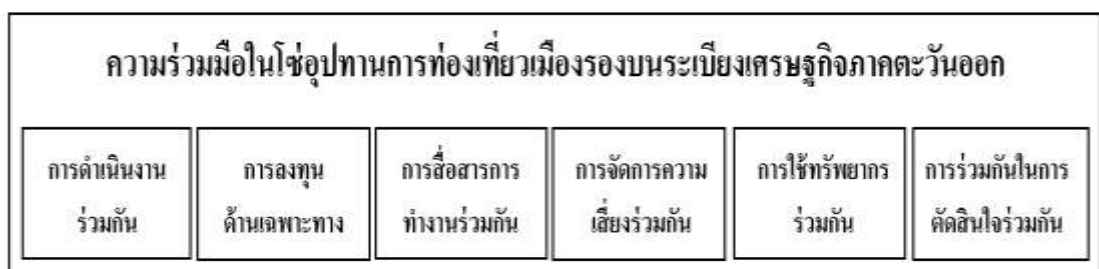 ความร่วมมือในโซ่อุปทานการท่องเที่ยวเมืองรองบนระเบียงเศรษฐกิจภาคตะวันออก
การดำเนินงาน
ร่วมกัน
การลงทุน
ด้านเฉพาะทาง
การสื่อสารการ
ทำงานร่วมกัน
การจัดการความ
เสี่ยงร่วมกัน
การใช้ทรัพยากร
ร่วมกัน
การร่วมกันในการ
ตัดสินใจร่วมกัน